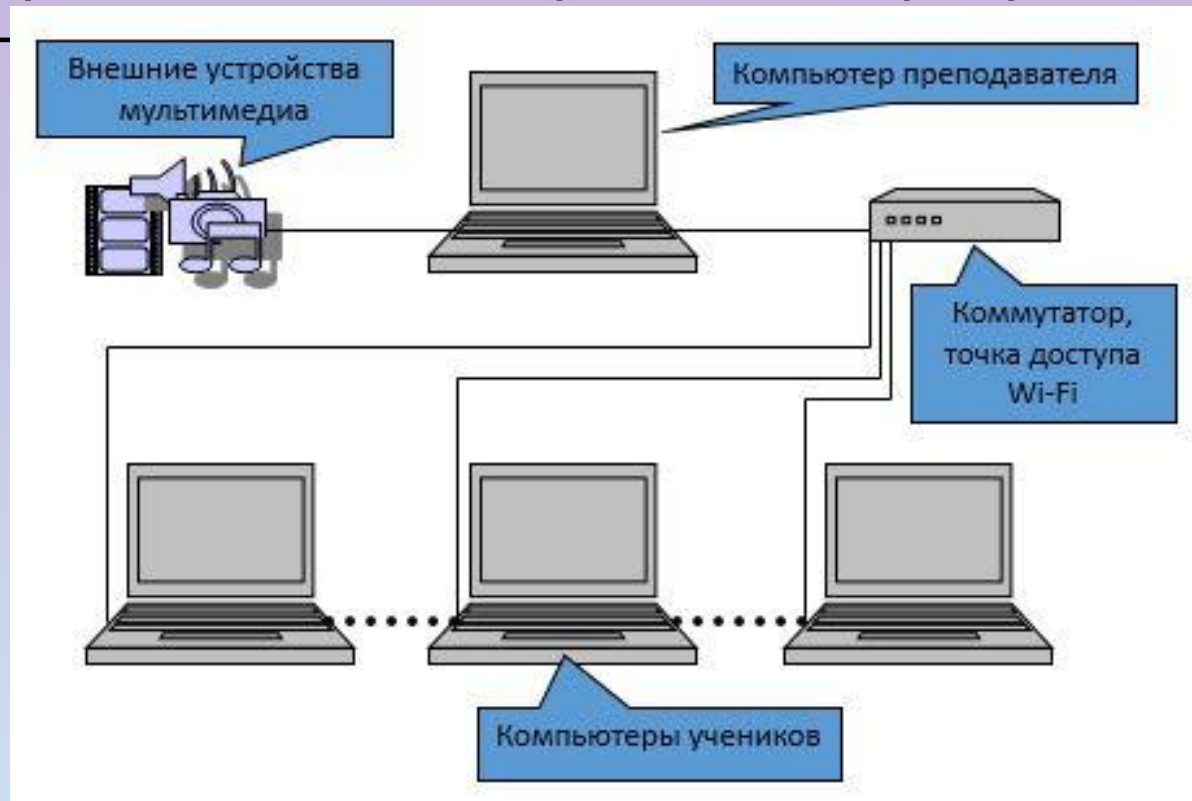 Внешние устройства
мультимедиа
Компьютер преподавателя
Коммутатор,
точка доступа
Wi-Fi
Компьютеры учеников